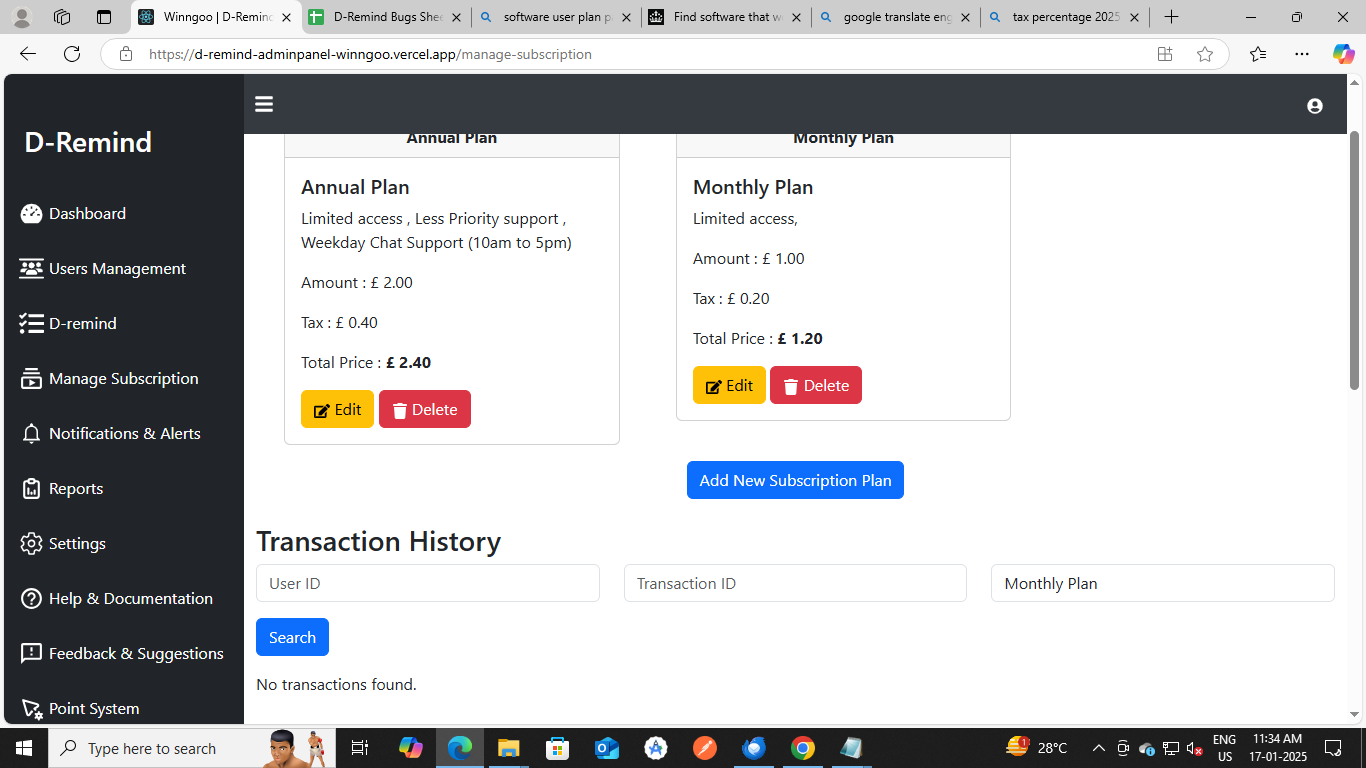 Winngoo | D-Remind
D-Remind Bugs Shee
software user plan p
Find software that w
google translate eng
tax percentage 2025
https://d-remind-adminpanel-winngoo.vercel.app/manage-subscription
D-Remind
Dashboard
Users Management
D-remind
Manage Subscription
Notifications & Alerts
Reports
Settings
Help & Documentation
Feedback & Suggestions
Point System
Annual Plan
Annual Plan
Limited access , Less Priority support ,
Weekday Chat Support (10am to 5pm)
Amount : £ 2.00
Tax : £ 0.40
Total Price : £ 2.40
Edit
Delete
Monthly Plan
Monthly Plan
Limited access,
Amount : £ 1.00
Tax : £ 0.20
Total Price : £ 1.20
Edit
Delete
Add New Subscription Plan
Transaction History
User ID
Transaction ID
Monthly Plan
Search
No transactions found.
Type here to search
1
28°C
ENG
US
11:34 AM
17-01-2025